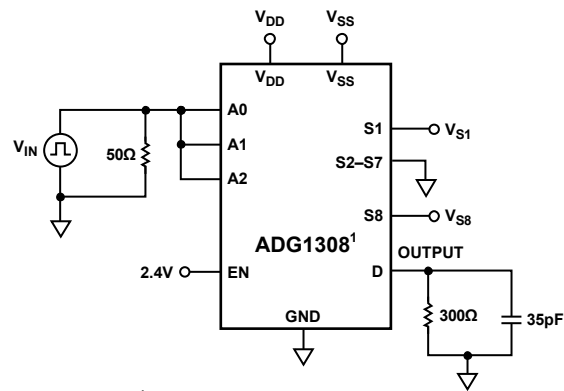 VDD
VSS
VDD
VSS
A0
S1
VS1
VIN
50Ω
A1
S2–S7
A2
S8
VS8
ADG1308¹
OUTPUT
2.4V
EN
D
300Ω
35pF
GND